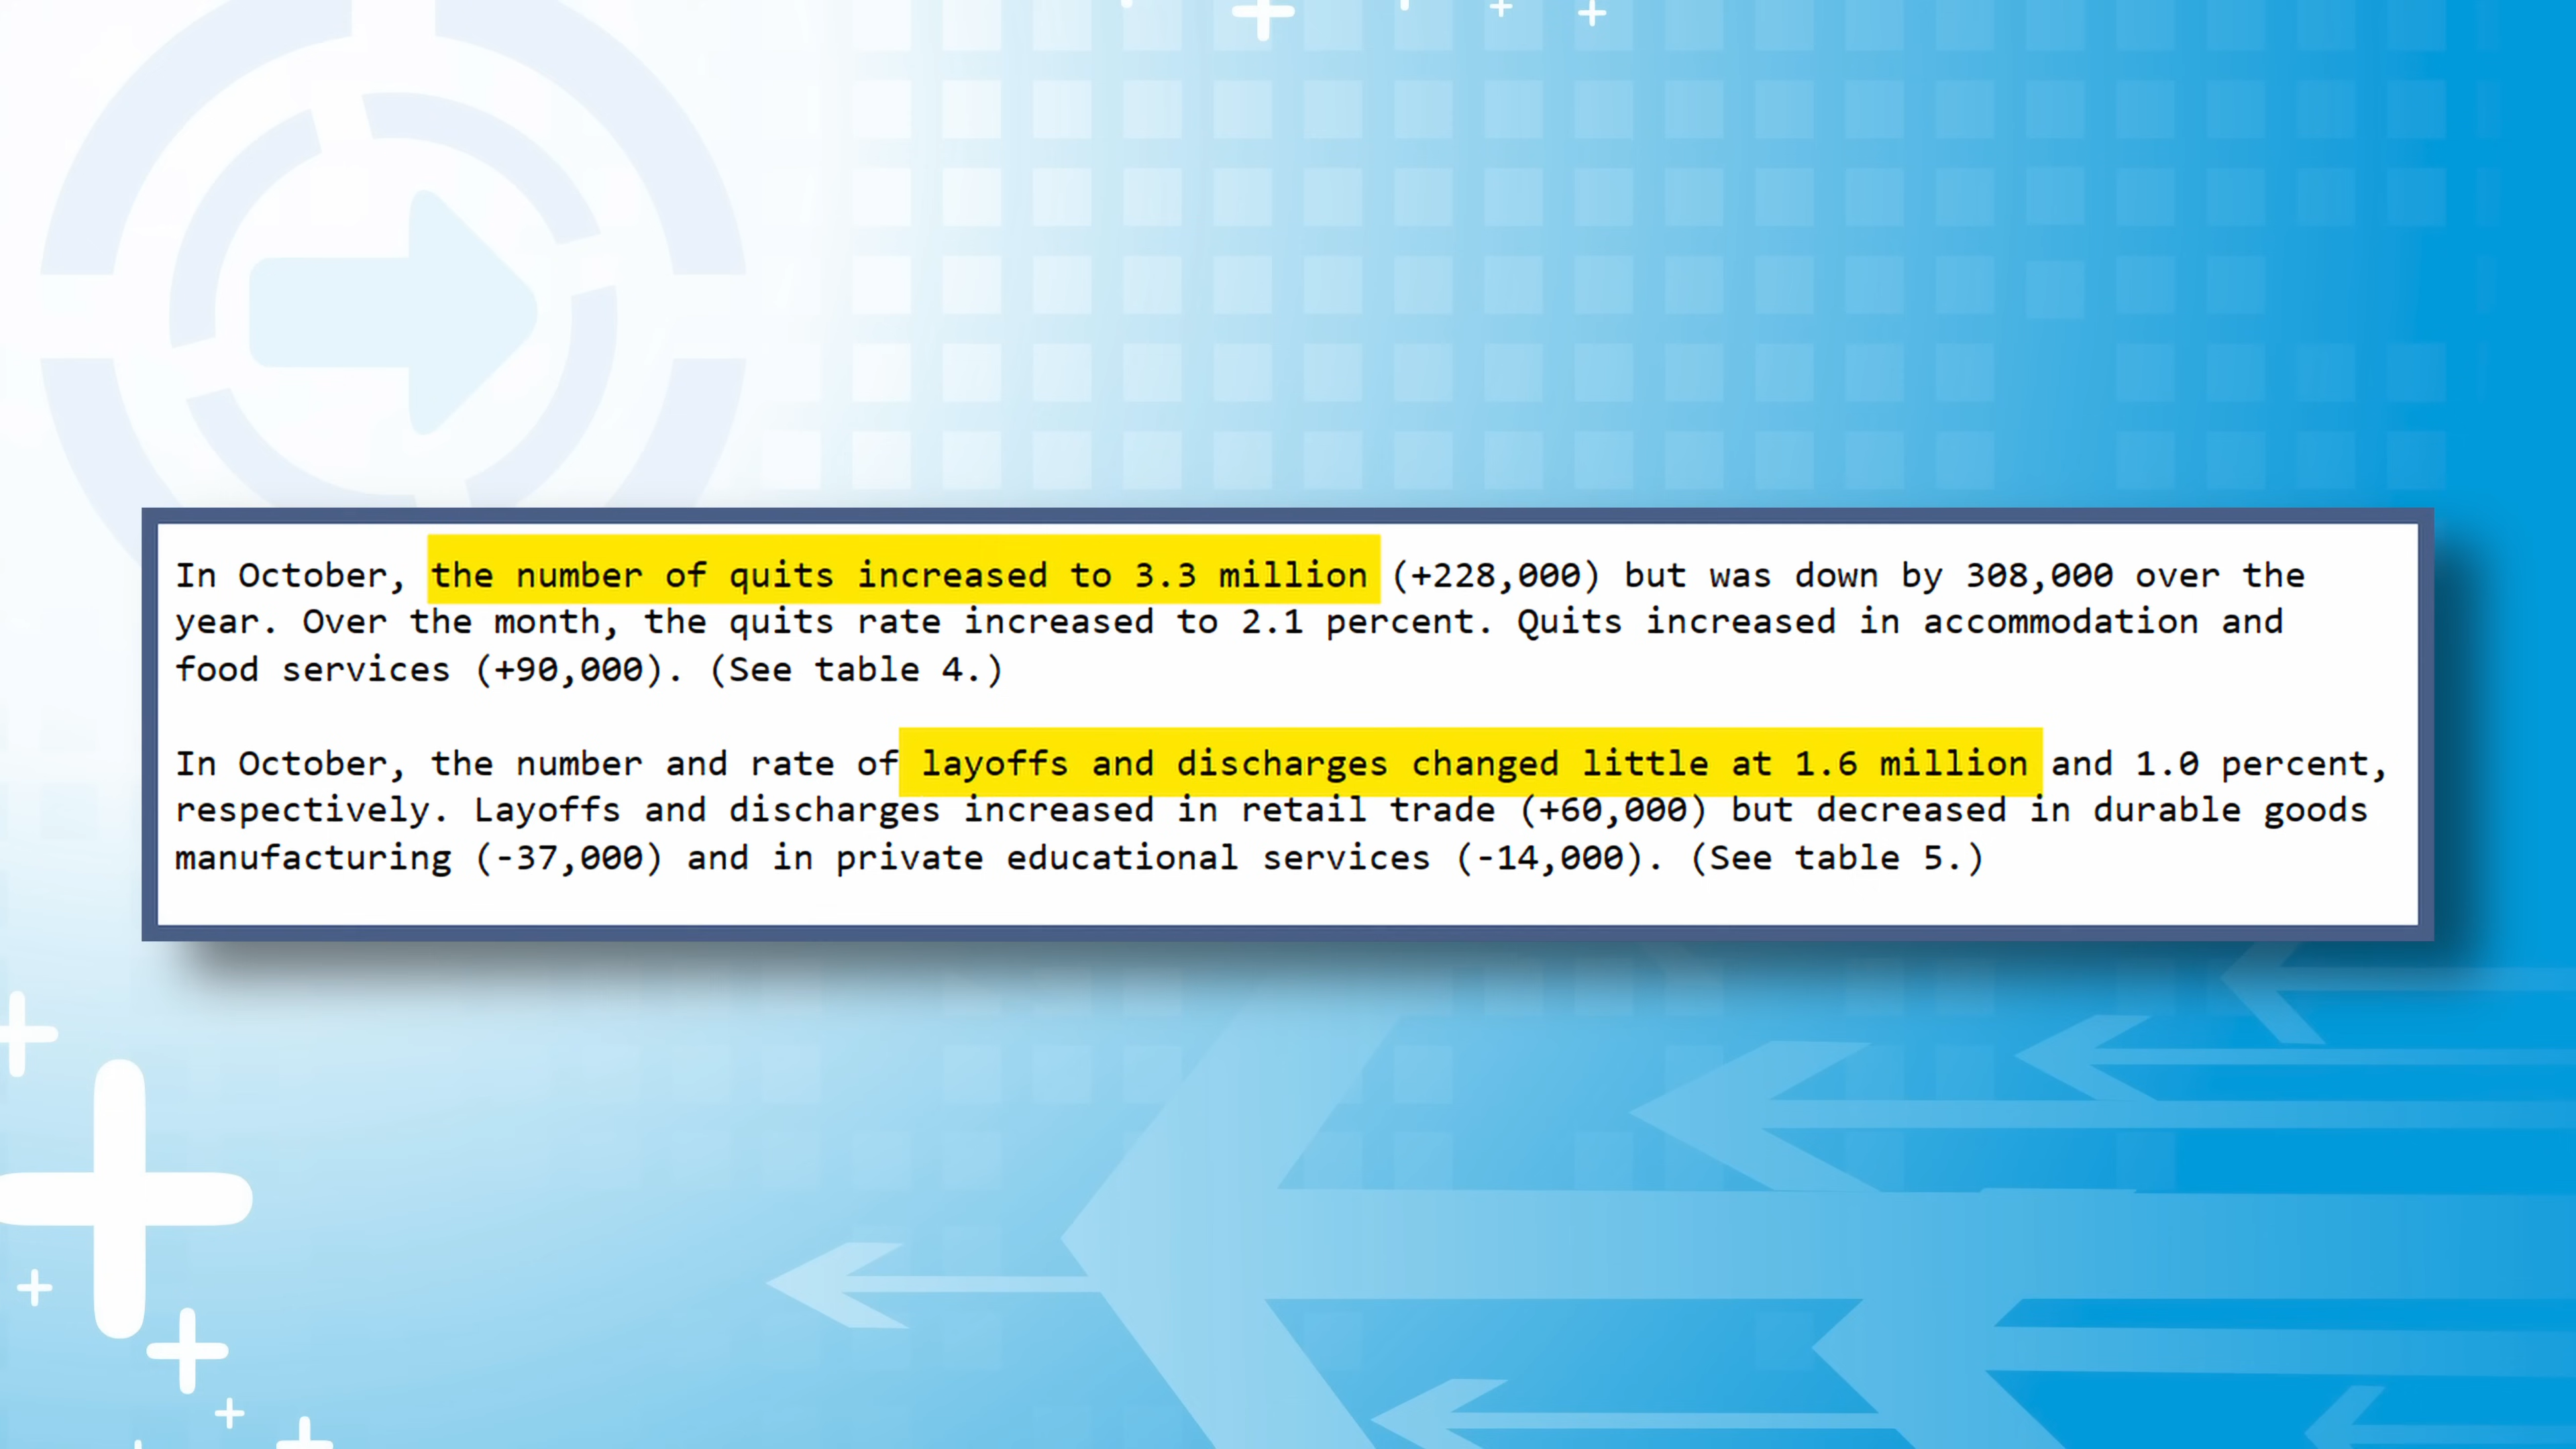 In October, the number of quits increased to 3.3 million (+228,000) but was down by 308,000 over the
year. Over the month, the quits rate increased to 2.1 percent. Quits increased in accommodation and
food services (+90,000). (See table 4.)
In October, the number and rate of layoffs and discharges changed little at 1.6 million and 1.0 percent,
respectively. Layoffs and discharges increased in retail trade (+60,000) but decreased in durable goods
manufacturing (-37,000) and in private educational services (-14,000). (See table 5.)